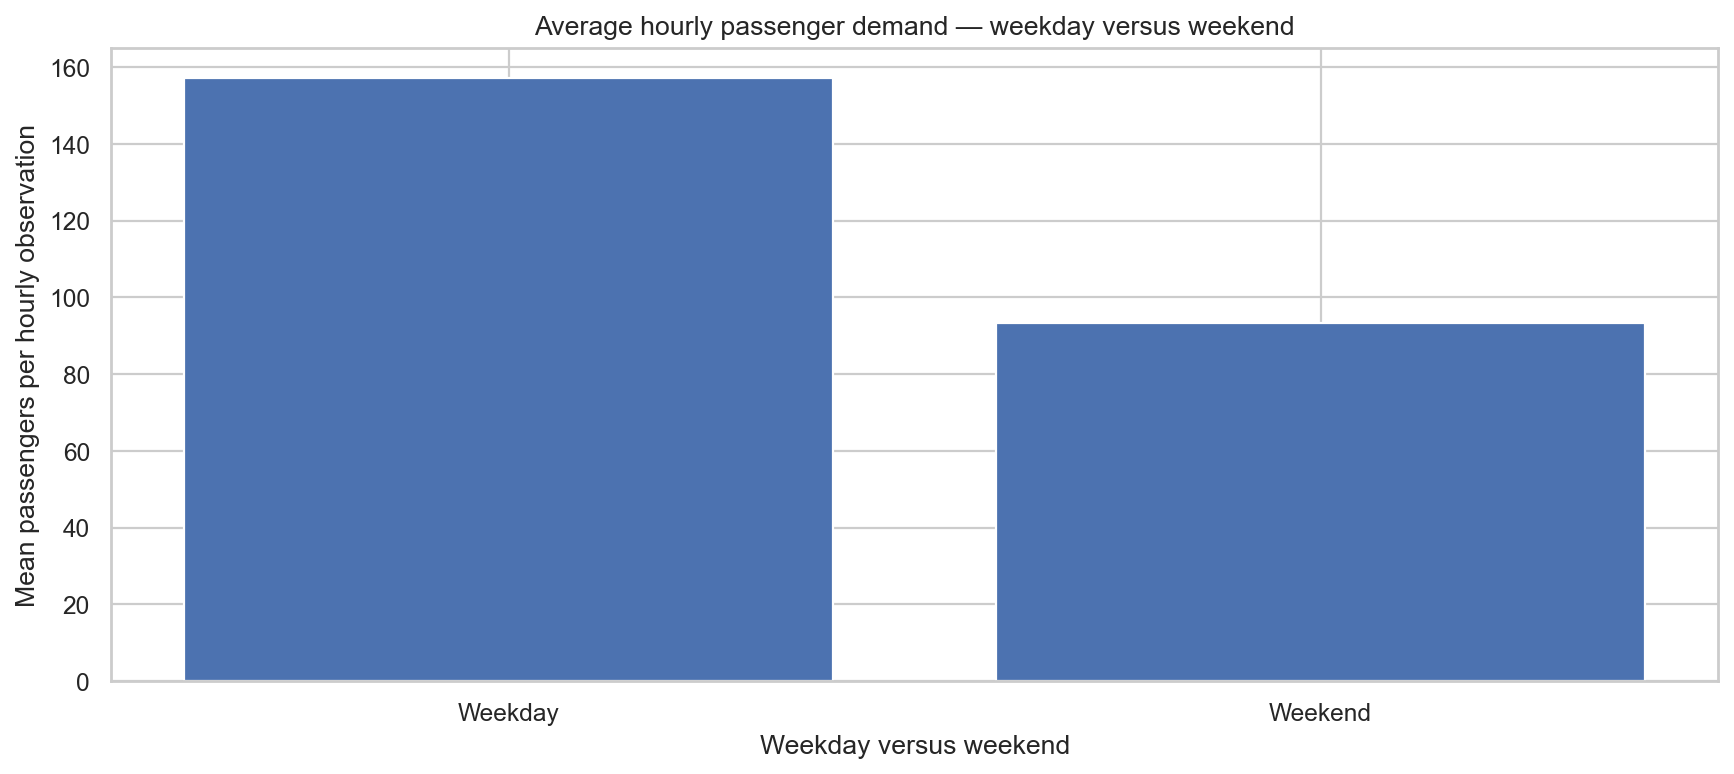 Average hourly passenger demand — weekday versus weekend
Mean passengers per hourly observation
160
140
120
100
80
60
40
20
0
Weekday
Weekend
Weekday versus weekend